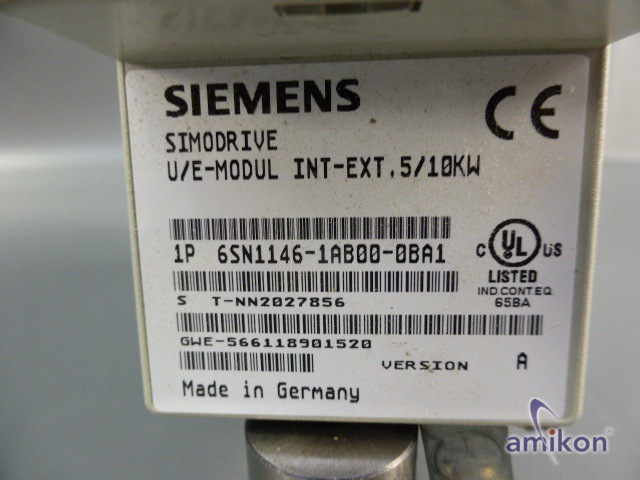 SIEMENS
CE
SIMODRIVE
U/E-MODUL INT-EXT.5/10KW
1P 6SN1146-1AB00-0BA1
C UL US
LISTED
IND CONT EQ
65BA
S T-NN2027856
GWE-566118901520
VERSION A
Made in Germany
amikon